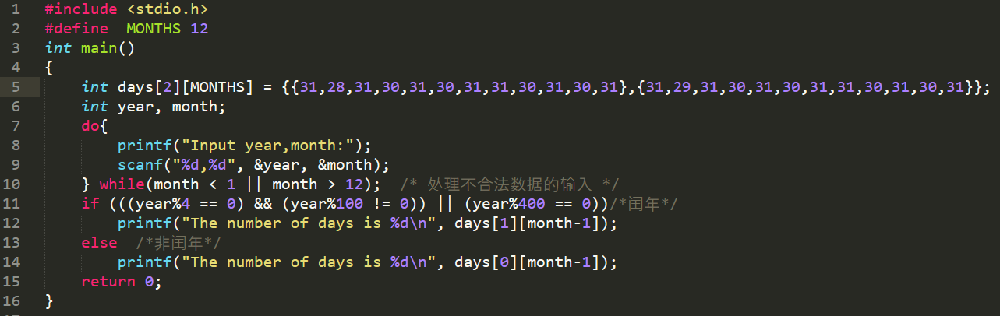 1 #include <stdio.h>
2 #define  MONTHS 12
3 int main()
4 {
5     int days[2][MONTHS] = {{31,28,31,30,31,30,31,31,30,31,30,31},{31,29,31,30,31,30,31,31,30,31,30,31}};
6     int year, month;
7     do{
8         printf("Input year,month:");
9         scanf("%d,%d", &year, &month);
10     } while(month < 1 || month > 12);  /* 处理不合法数据的输入 */
11     if (((year%4 == 0) && (year%100 != 0)) || (year%400 == 0))/*闰年*/
12         printf("The number of days is %d\n", days[1][month-1]);
13     else  /*非闰年*/
14         printf("The number of days is %d\n", days[0][month-1]);
15     return 0;
16 }